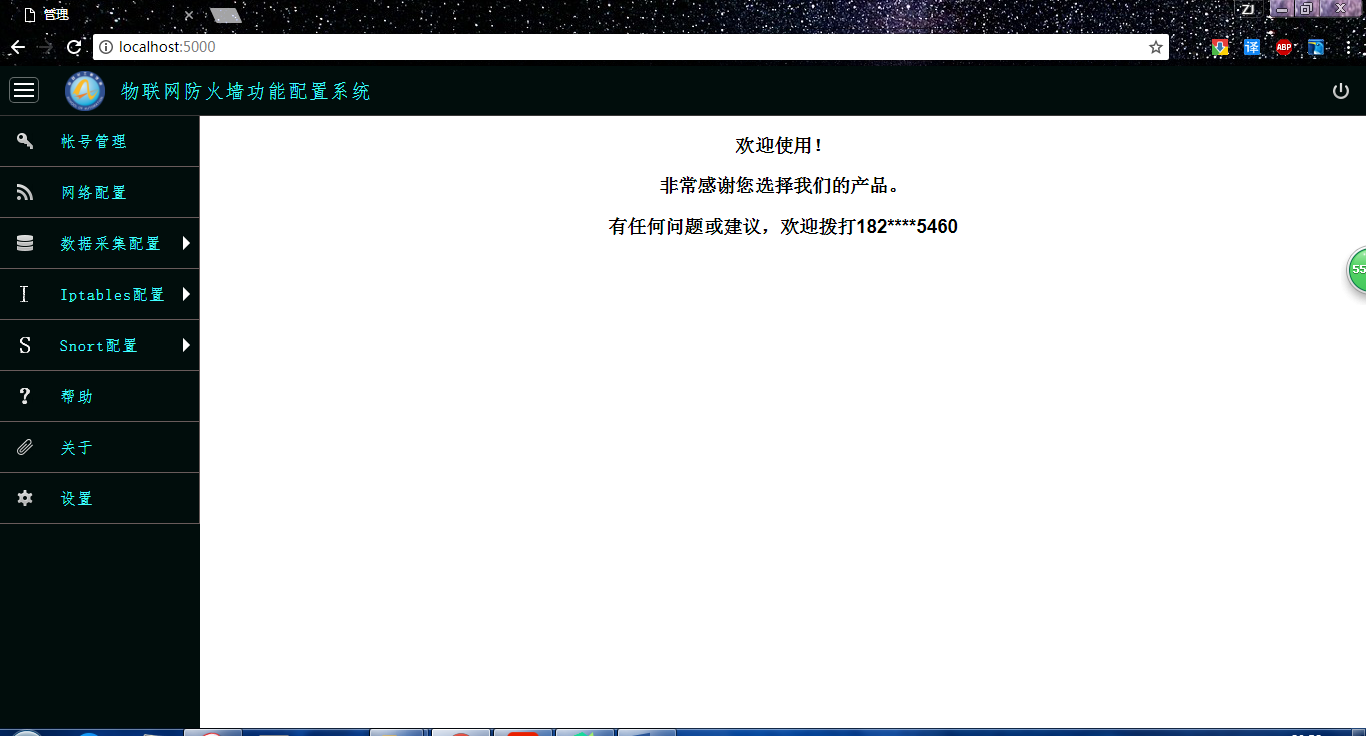 管理
ZJ
localhost:5000
译
ABP
物联网防火墙功能配置系统
帐号管理
网络配置
数据采集配置
I Iptables配置
S Snort配置
? 帮助
关于
设置
欢迎使用！
非常感谢您选择我们的产品。
有任何问题或建议，欢迎拨打182****5460
55